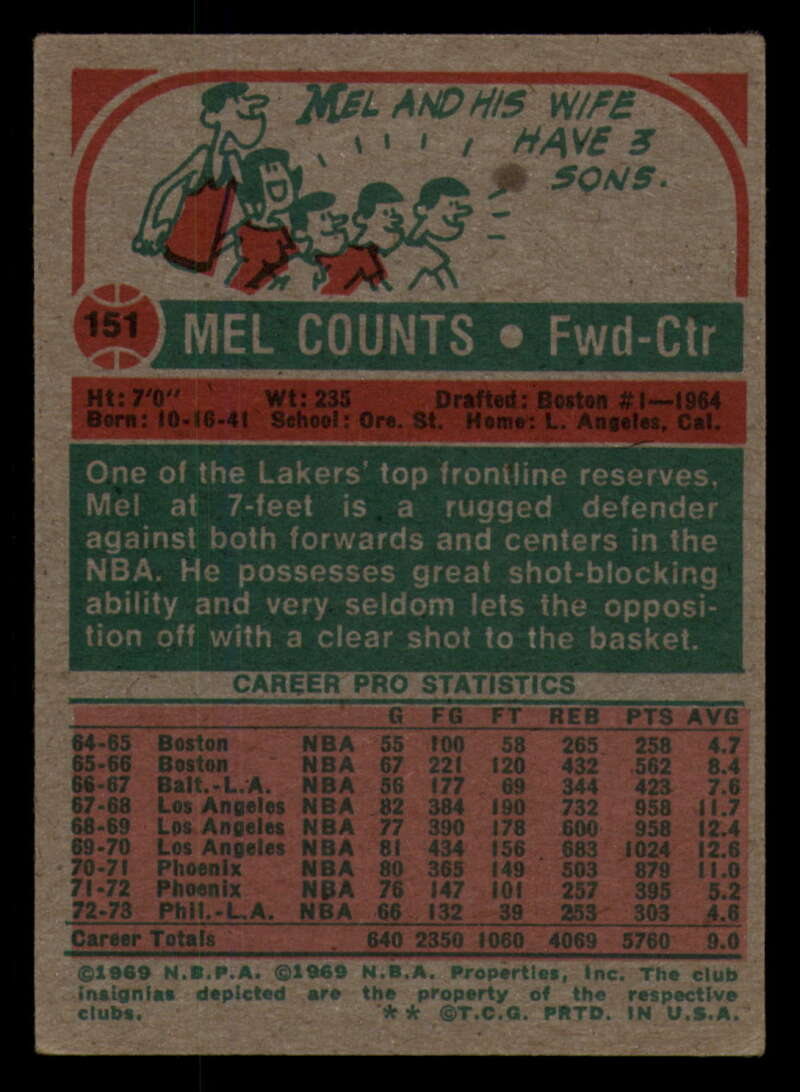 MEL AND HIS WIFE
HAVE 3
SONS.
151 MEL COUNTS • Fwd-Ctr
Ht: 7'0" Wt: 235 Drafted: Boston #1—1964
Born: 10-16-41 School: Ore. St. Home: L. Angeles, Cal.
One of the Lakers' top frontline reserves.
Mel at 7-feet is a rugged defender
against both forwards and centers in the
NBA. He possesses great shot-blocking
ability and very seldom lets the opposi-
tion off with a clear shot to the basket.
CAREER PRO STATISTICS
G FG FT REB PTS AVG
64-65 Boston NBA 55 100 58 265 258 4.7
65-66 Boston NBA 67 221 120 432 562 8.4
66-67 Balt.-L.A. NBA 56 177 69 344 423 7.6
67-68 Los Angeles NBA 82 384 190 732 958 11.7
68-69 Los Angeles NBA 77 390 178 600 958 12.4
69-70 Los Angeles NBA 81 434 156 683 1024 12.6
70-71 Phoenix NBA 80 365 149 503 879 11.0
71-72 Phoenix NBA 76 147 101 257 395 5.2
72-73 Phil.-L.A. NBA 66 132 39 253 303 4.6
Career Totals 640 2350 1060 4069 5760 9.0
©1969 N.B.P.A. ©1969 N.B.A. Properties, Inc. The club
insignias depicted are the property of the respective
clubs. ** ©T.C.G. PRTD. IN U.S.A.